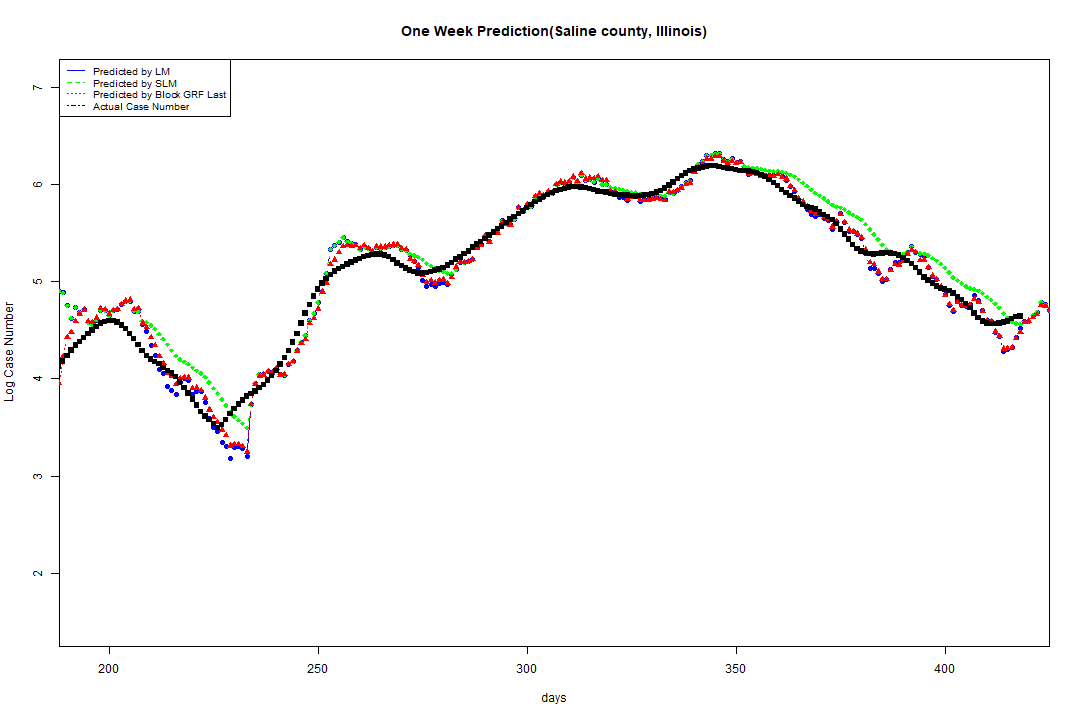 One Week Prediction(Saline county, Illinois)
Predicted by LM
Predicted by SLM
Predicted by Block GRF Last
Actual Case Number
7
6
5
4
3
2
Log Case Number
200 250 300 350 400
days